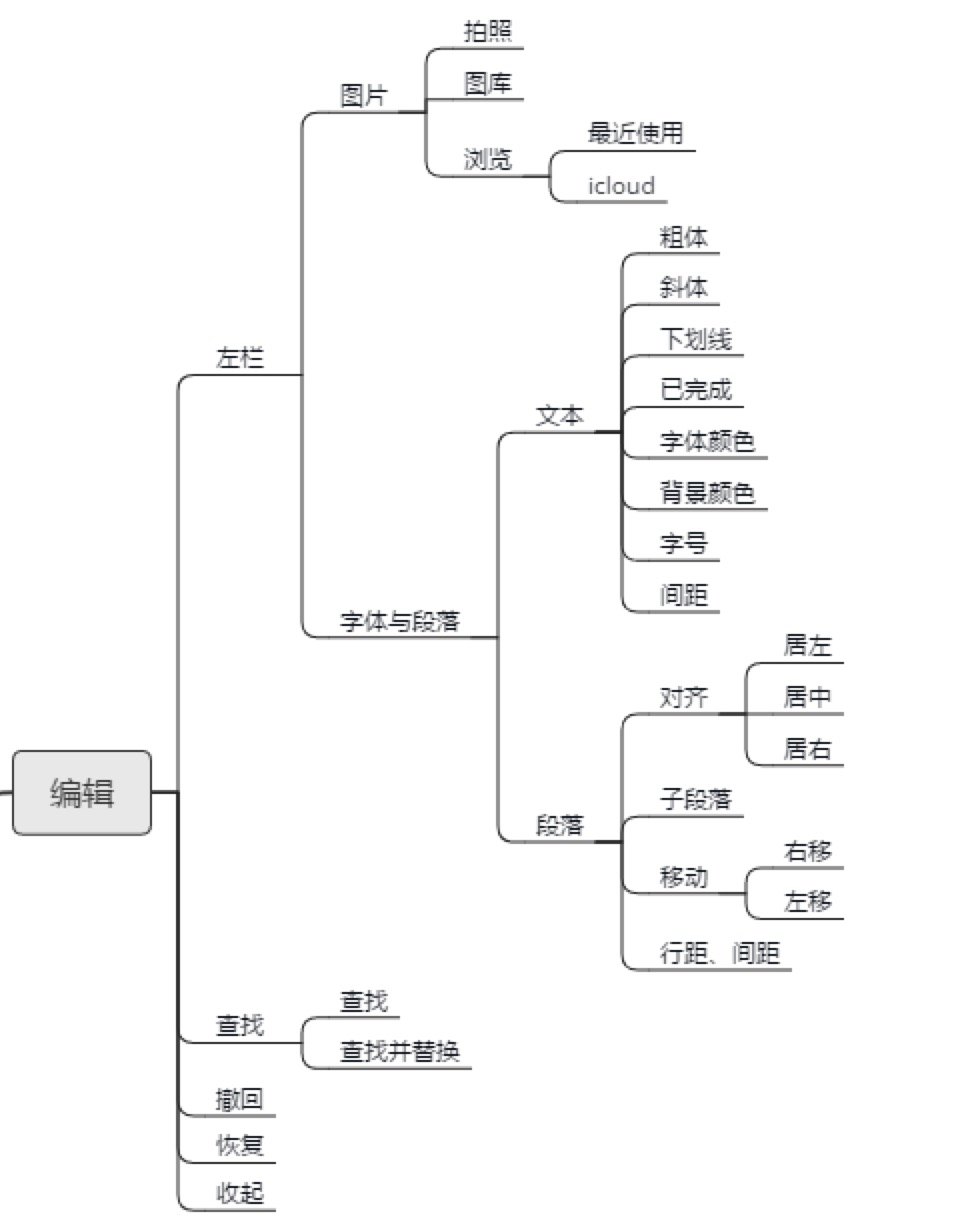 拍照
图库
图片
最近使用
浏览
icloud
粗体
斜体
下划线
左栏
已完成
文本
字体颜色
背景颜色
字号
间距
字体与段落
居左
对齐
居中
居右
编辑
子段落
段落
右移
移动
左移
行距、间距
查找
查找
查找并替换
撤回
恢复
收起